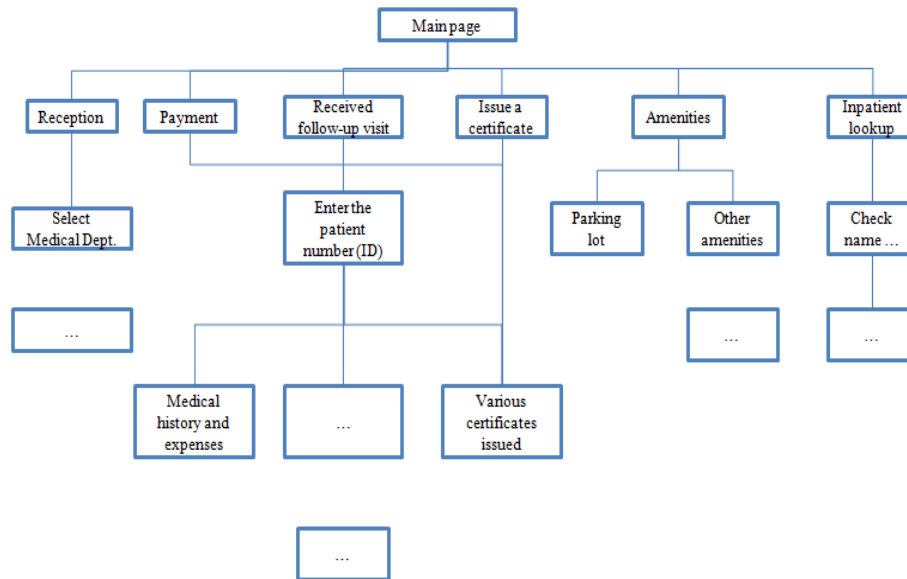 Main page
Reception
Payment
Received
follow-up visit
Issue a
certificate
Amenities
Inpatient
lookup
Select
Medical Dept.
Enter the
patient
number (ID)
Parking
lot
Other
amenities
Check
name …
…
…
…
Medical
history and
expenses
…
Various
certificates
issued
…